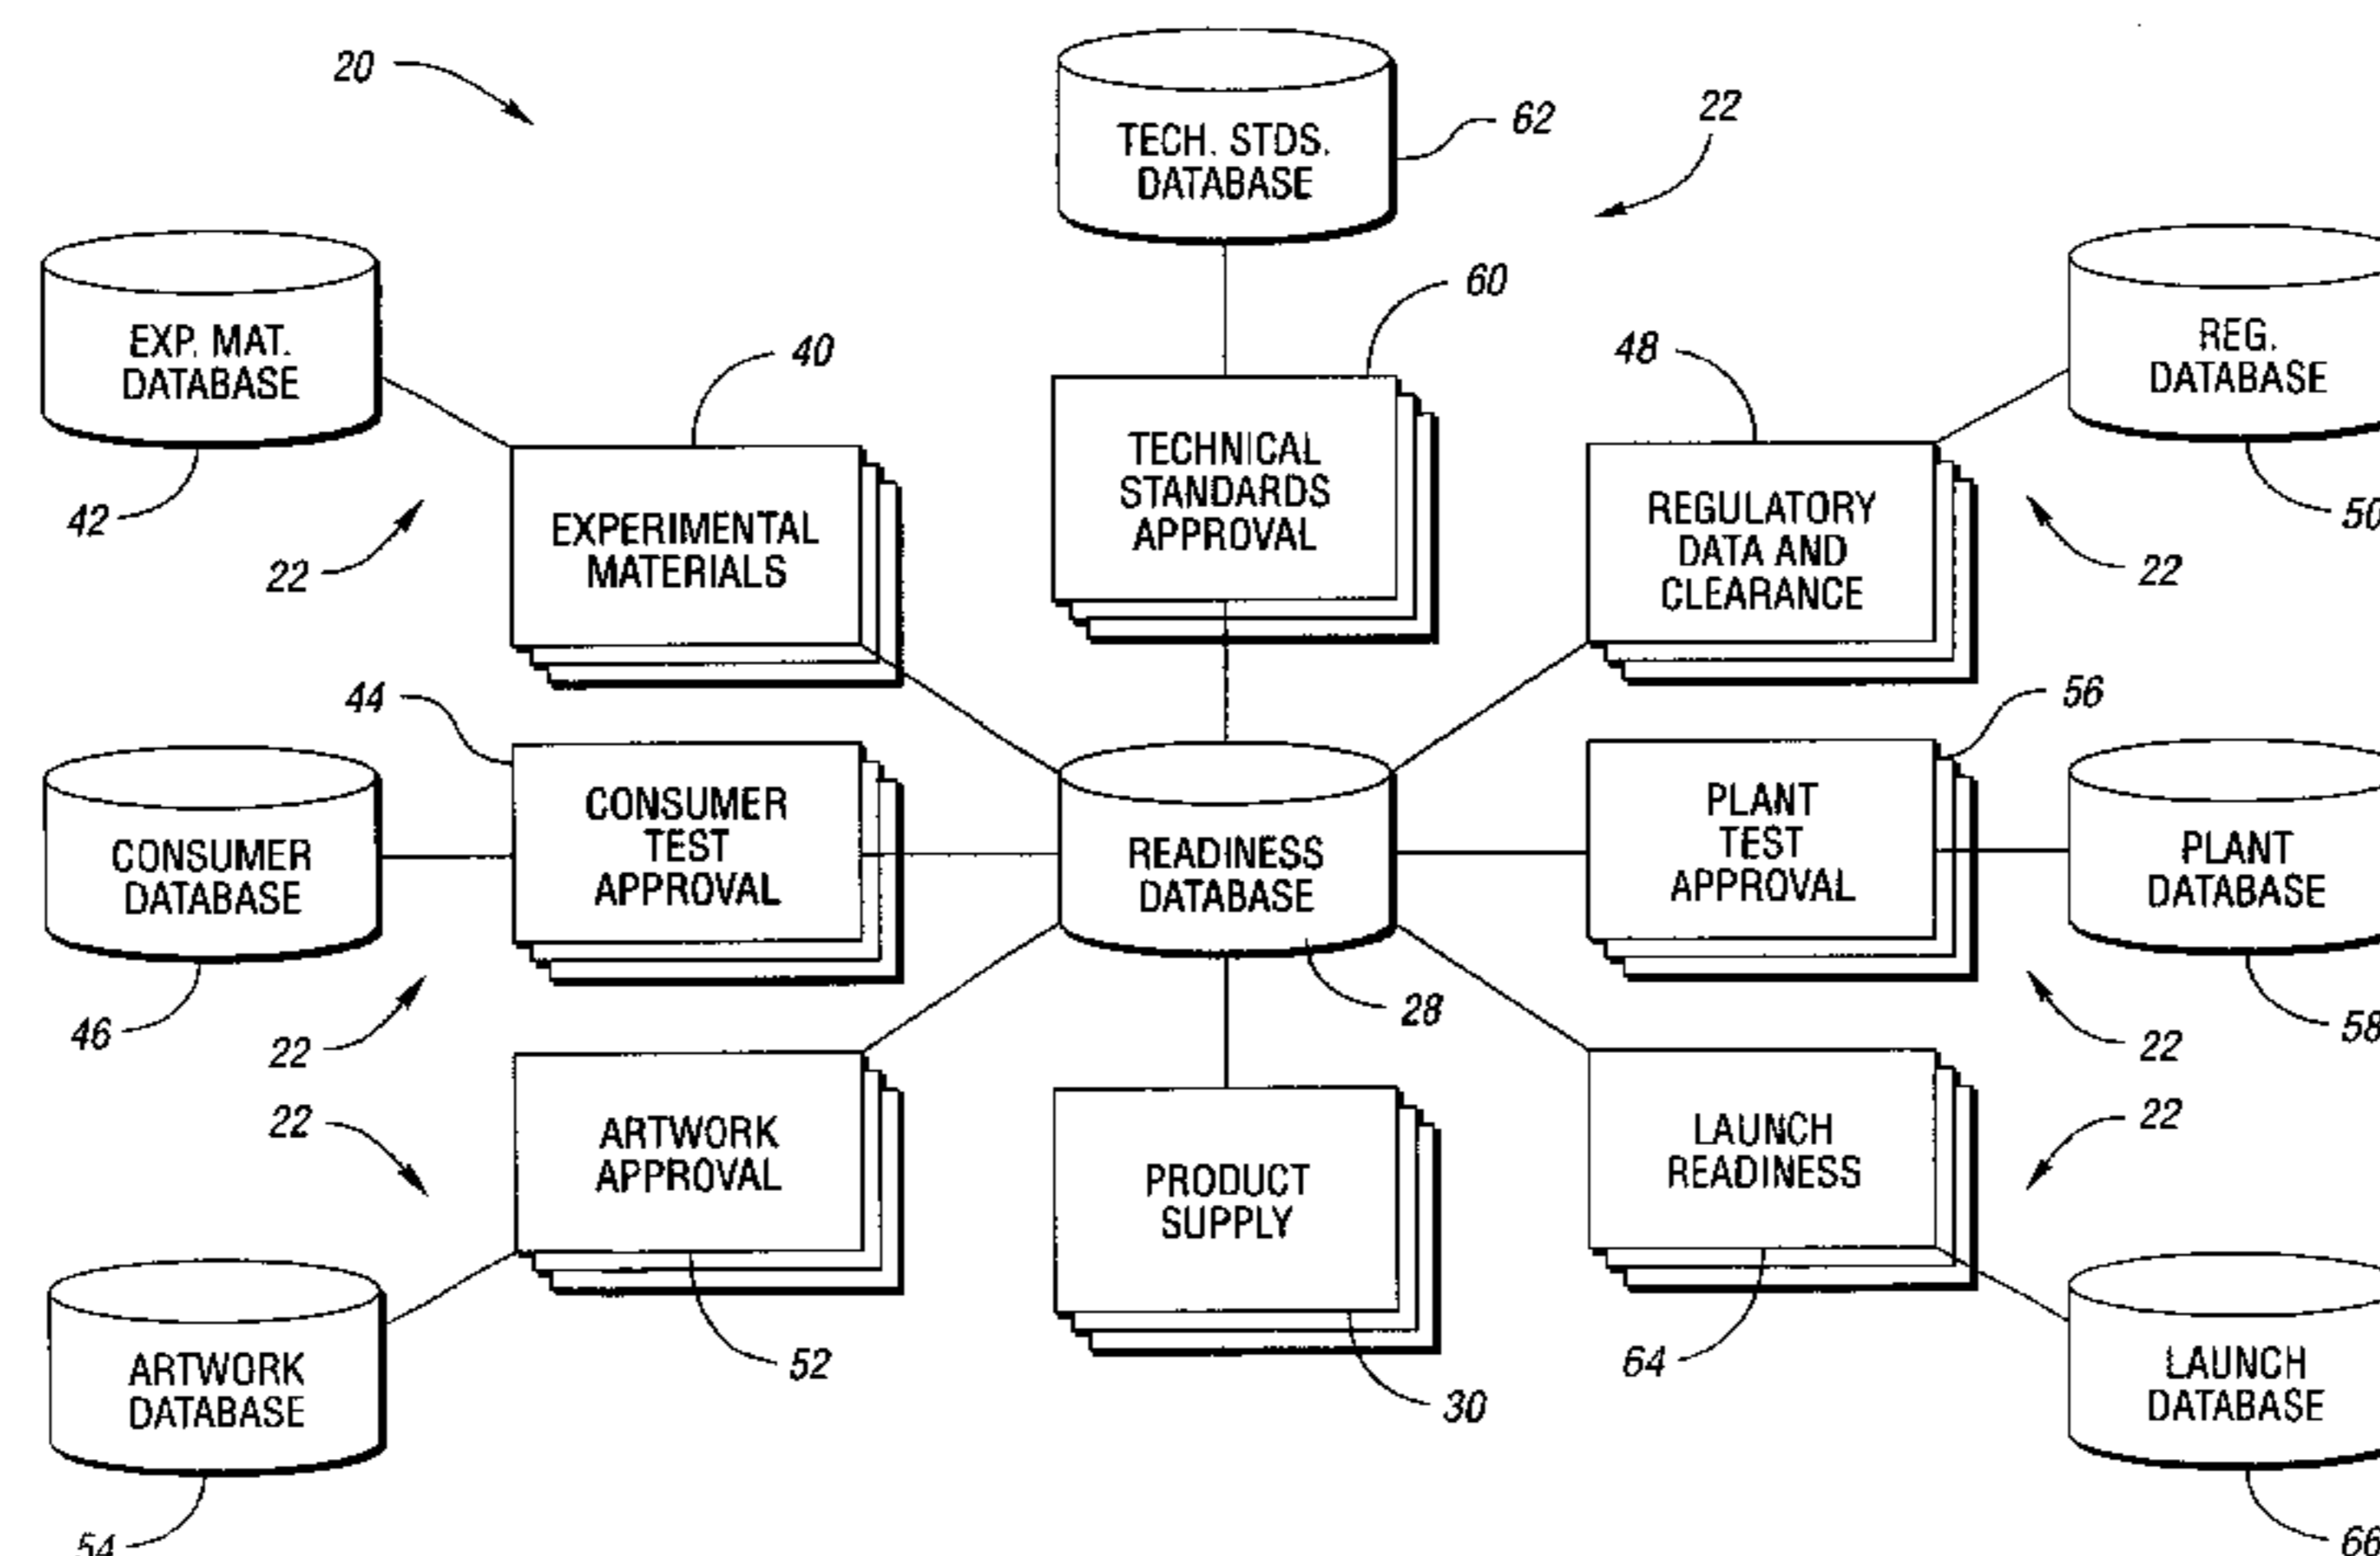 20
TECH. STDS.
DATABASE
62
22
EXP. MAT.
DATABASE
42
22
40
EXPERIMENTAL
MATERIALS
60
TECHNICAL
STANDARDS
APPROVAL
48
REGULATORY
DATA AND
CLEARANCE
REG.
DATABASE
50
22
44
CONSUMER
DATABASE
46
22
CONSUMER
TEST
APPROVAL
READINESS
DATABASE
28
56
PLANT
TEST
APPROVAL
PLANT
DATABASE
58
22
22
ARTWORK
APPROVAL
52
ARTWORK
DATABASE
54
PRODUCT
SUPPLY
30
LAUNCH
READINESS
64
22
LAUNCH
DATABASE
66